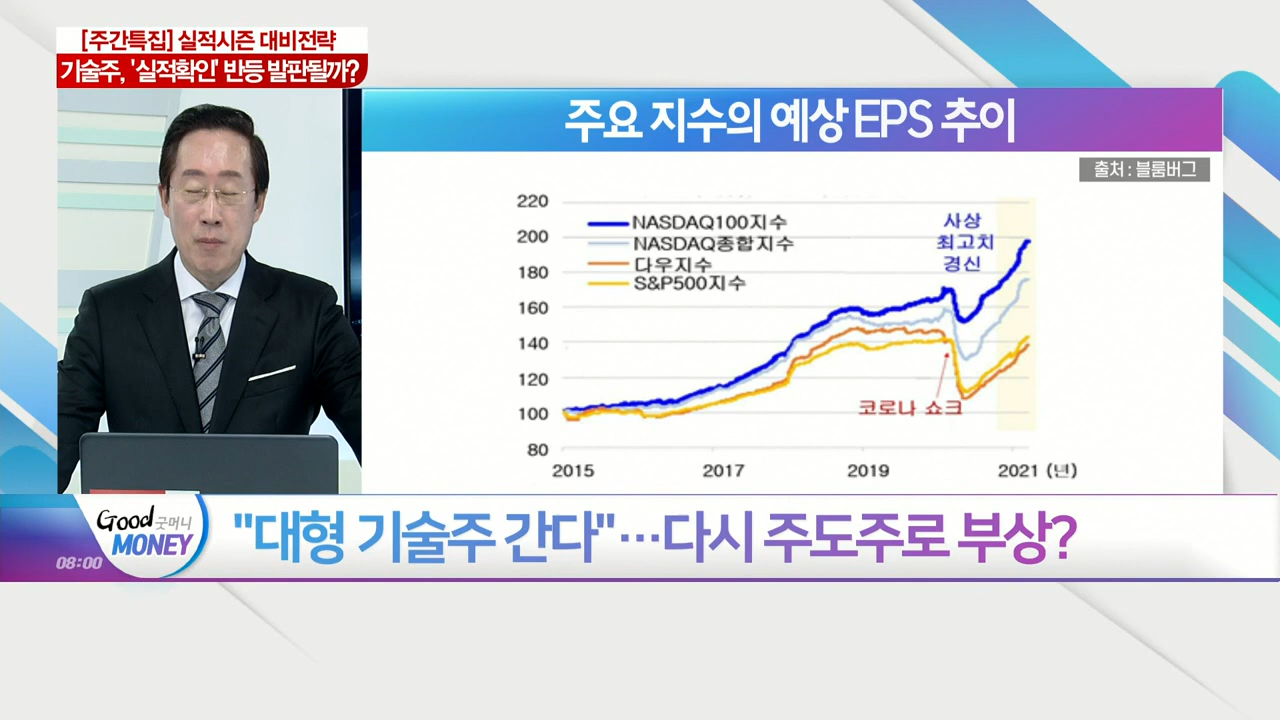 [주간특집] 실적시즌 대비전략
기술주, '실적확인' 반등 발판될까?
주요 지수의 예상 EPS 추이
출처 : 블룸버그
220
200
180
160
140
120
100
80
NASDAQ100지수
NASDAQ종합지수
다우지수
S&P500지수
사상
최고치
경신
코로나 쇼크
2015 2017 2019 2021 (년)
Good 굿머니
MONEY
08:00
"대형 기술주 간다"…다시 주도주로 부상?